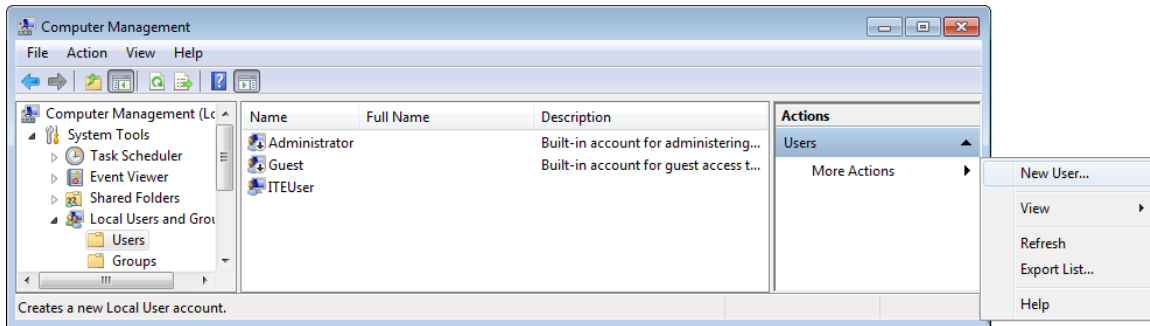 Computer Management
File Action View Help
Computer Management (Lc
System Tools
Task Scheduler
Event Viewer
Shared Folders
Local Users and Grou
Users
Groups
Name Full Name Description
Administrator Built-in account for administering...
Guest Built-in account for guest access t...
ITEUser
Actions
Users
More Actions
New User...
View
Refresh
Export List...
Help
Creates a new Local User account.